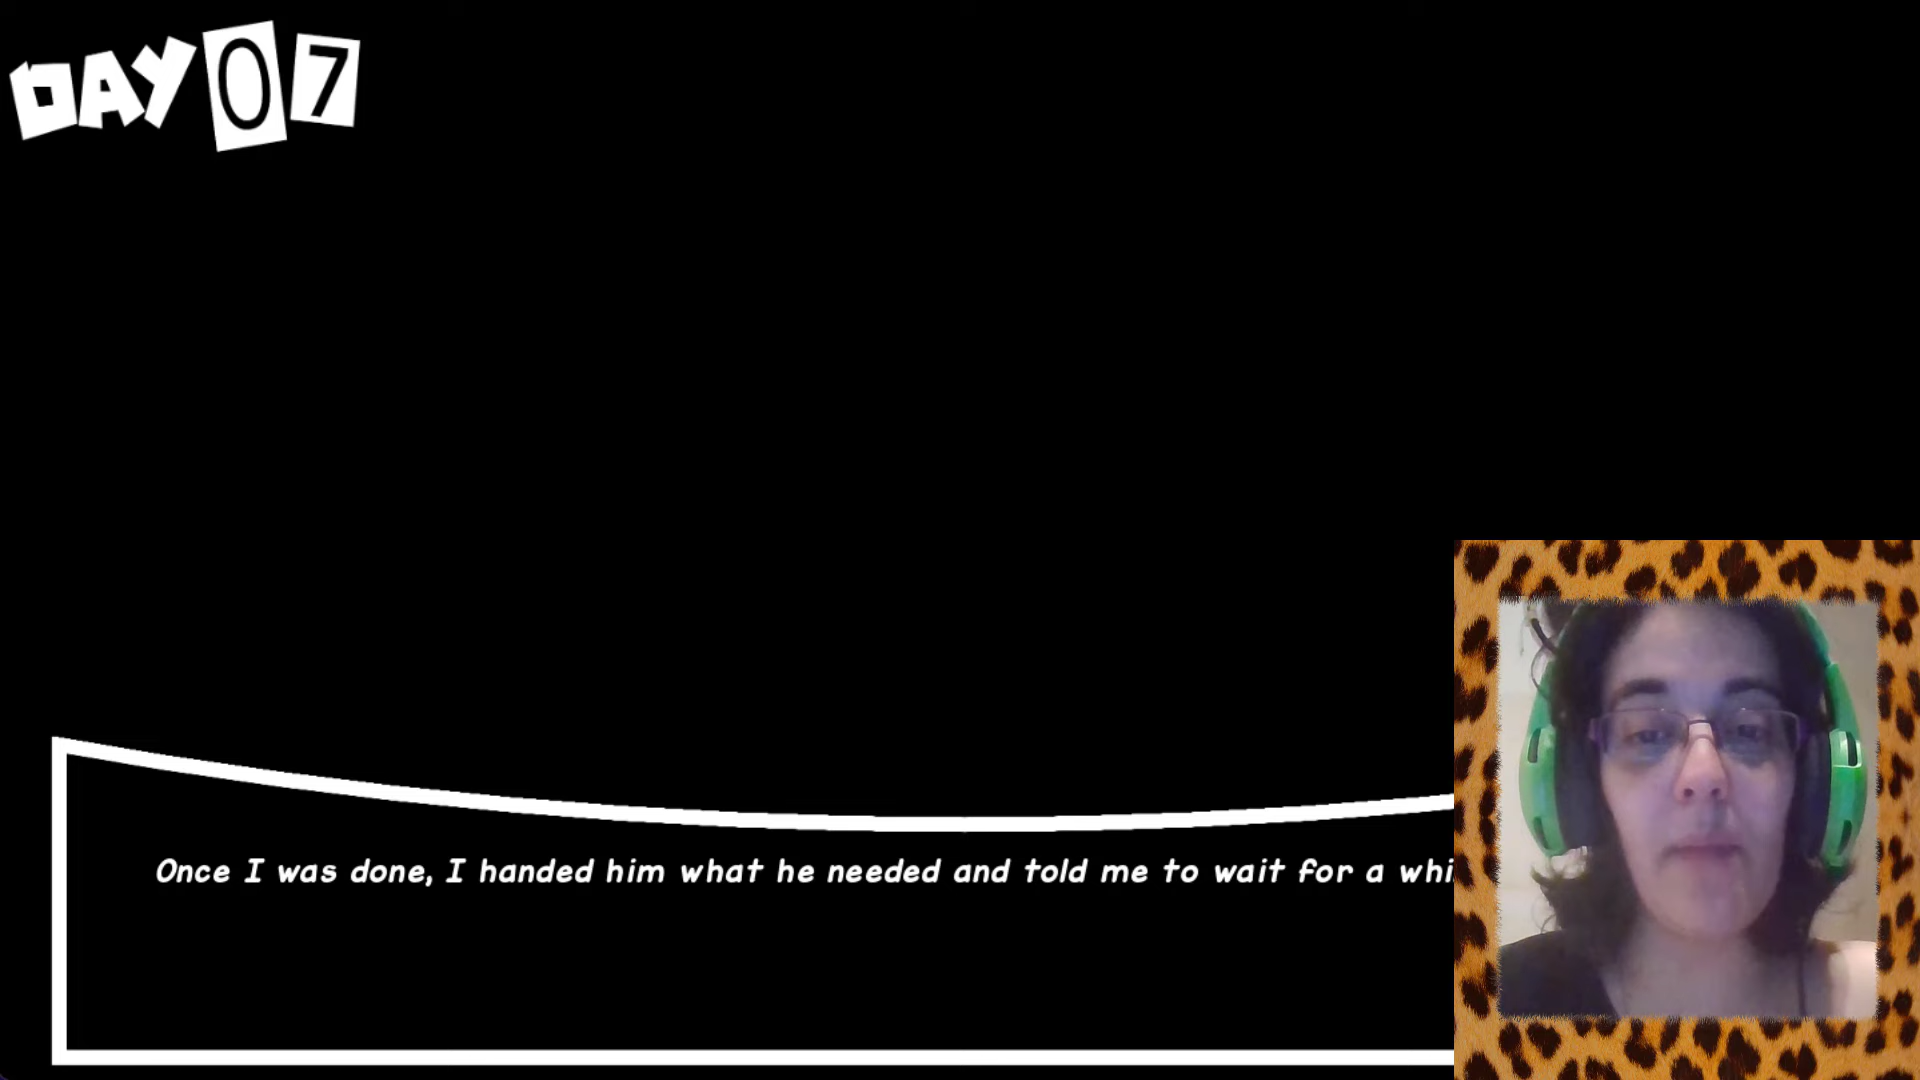 DAY 07
Once I was done, I handed him what he needed and told me to wait for a